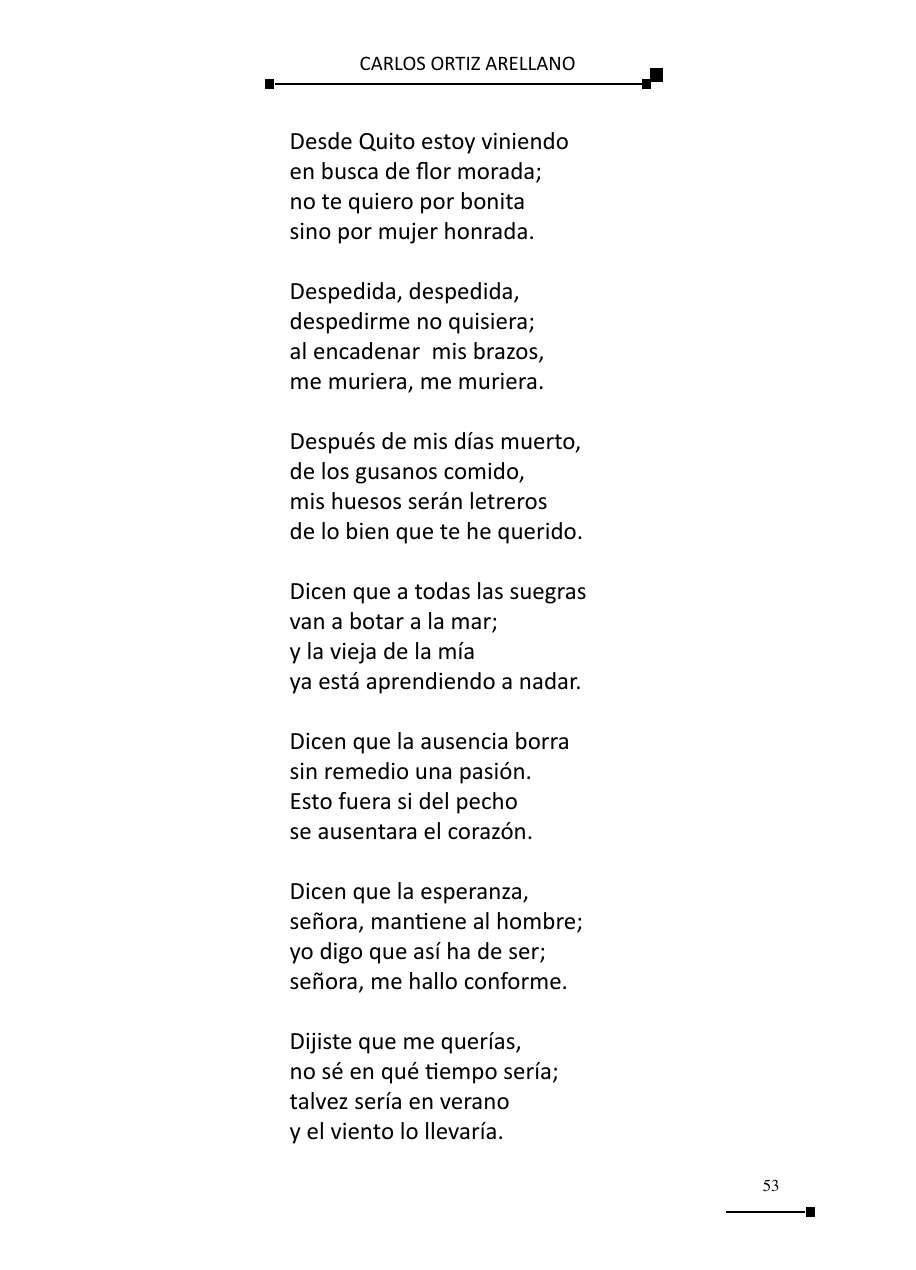 CARLOS ORTIZ ARELLANO
Desde Quito estoy viniendo
en busca de flor morada;
no te quiero por bonita
sino por mujer honrada.
Despedida, despedida,
despedirme no quisiera;
al encadenar  mis brazos,
me muriera, me muriera.
Después de mis días muerto,
de los gusanos comido,
mis huesos serán letreros
de lo bien que te he querido.
Dicen que a todas las suegras
van a botar a la mar;
y la vieja de la mía
ya está aprendiendo a nadar.
Dicen que la ausencia borra
sin remedio una pasión.
Esto fuera si del pecho
se ausentara el corazón.
Dicen que la esperanza,
señora, mantiene al hombre;
yo digo que así ha de ser;
señora, me hallo conforme.
Dijiste que me querías,
no sé en qué tiempo sería;
talvez sería en verano
y el viento lo llevaría.
53